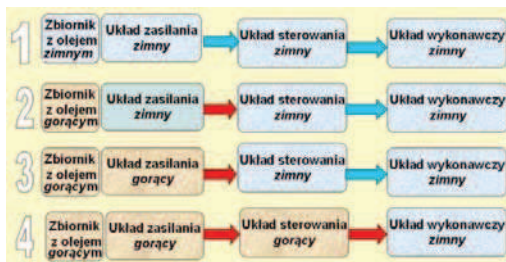 1
Zbiornik
z olejem
zimnym
Układ zasilania
zimny
Układ sterowania
zimny
Układ wykonawczy
zimny
2
Zbiornik
z olejem
gorącym
Układ zasilania
zimny
Układ sterowania
zimny
Układ wykonawczy
zimny
3
Zbiornik
z olejem
gorącym
Układ zasilania
gorący
Układ sterowania
zimny
Układ wykonawczy
zimny
4
Zbiornik
z olejem
gorącym
Układ zasilania
gorący
Układ sterowania
gorący
Układ wykonawczy
zimny